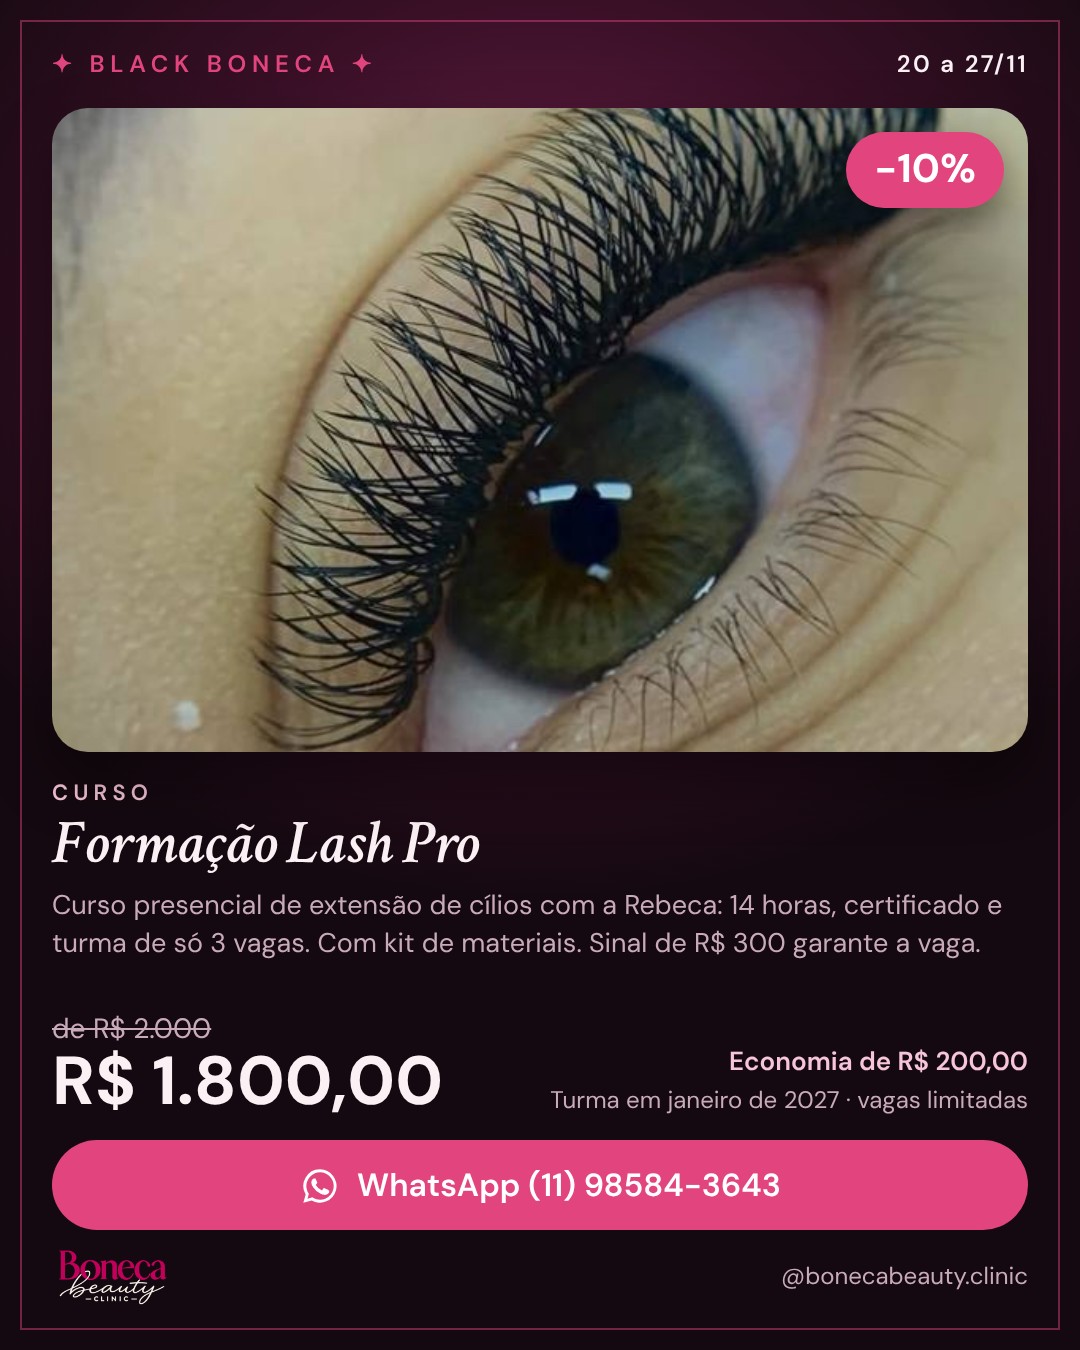 ✦ BLACK BONECA ✦
20 a 27/11
-10%
CURSO
Formação Lash Pro
Curso presencial de extensão de cílios com a Rebeca: 14 horas, certificado e
turma de só 3 vagas. Com kit de materiais. Sinal de R$ 300 garante a vaga.
de R$ 2.000
R$ 1.800,00
Economia de R$ 200,00
Turma em janeiro de 2027 · vagas limitadas
WhatsApp (11) 98584-3643
Boneca
beauty
CLINIC
@bonecabeauty.clinic